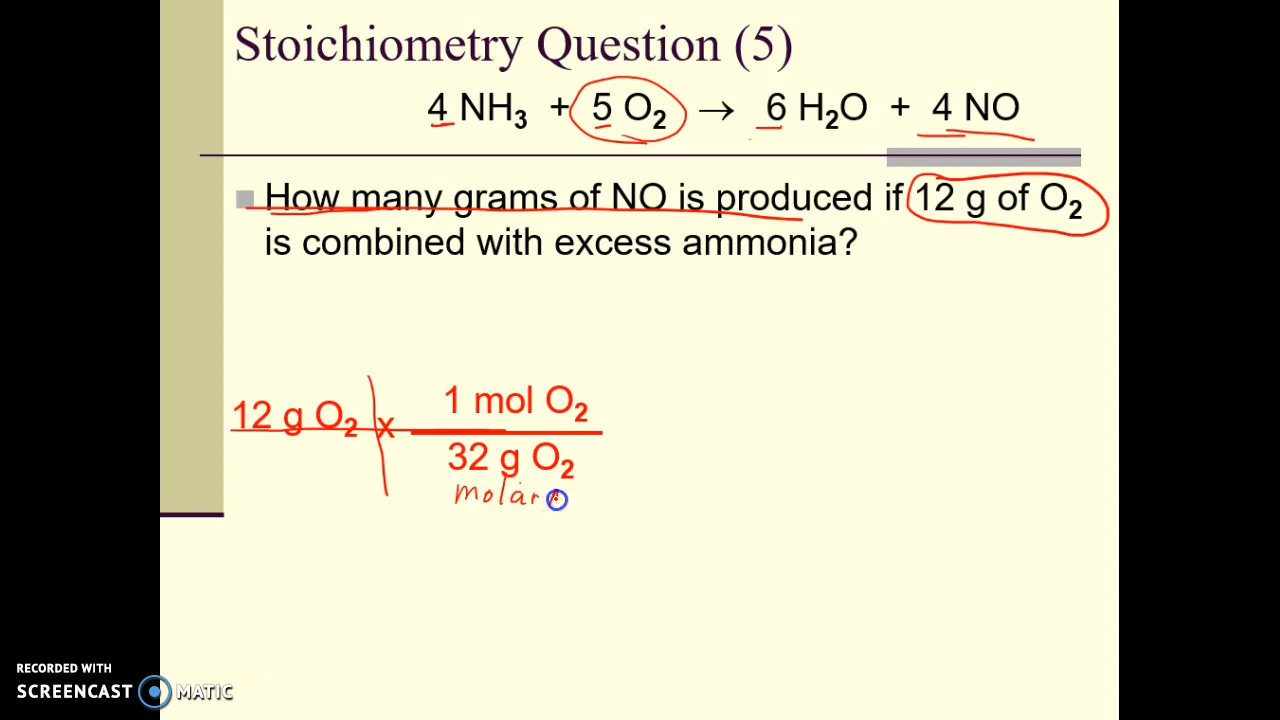 Stoichiometry Question (5)
4 NH₃ + 5 O₂ → 6 H₂O + 4 NO
How many grams of NO is produced if 12 g of O₂
is combined with excess ammonia?
12 g O₂ x 1 mol O₂
32 g O₂
molar
RECORDED WITH
SCREENCAST MATIC